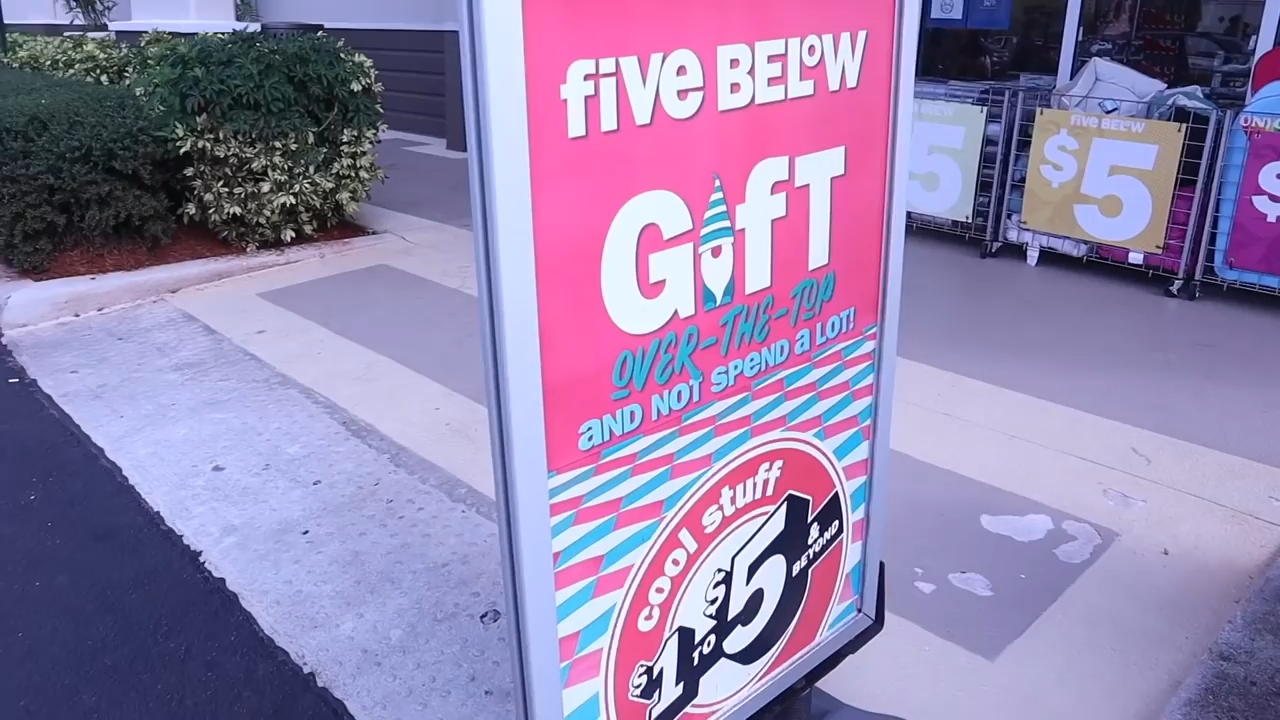 five BELOW
GifT
OVER-THE-TOP
AND NOT SPEND a LOT!
cool stuff
$1 TO $5
& BEYOND
5
five BELOW
$5
$